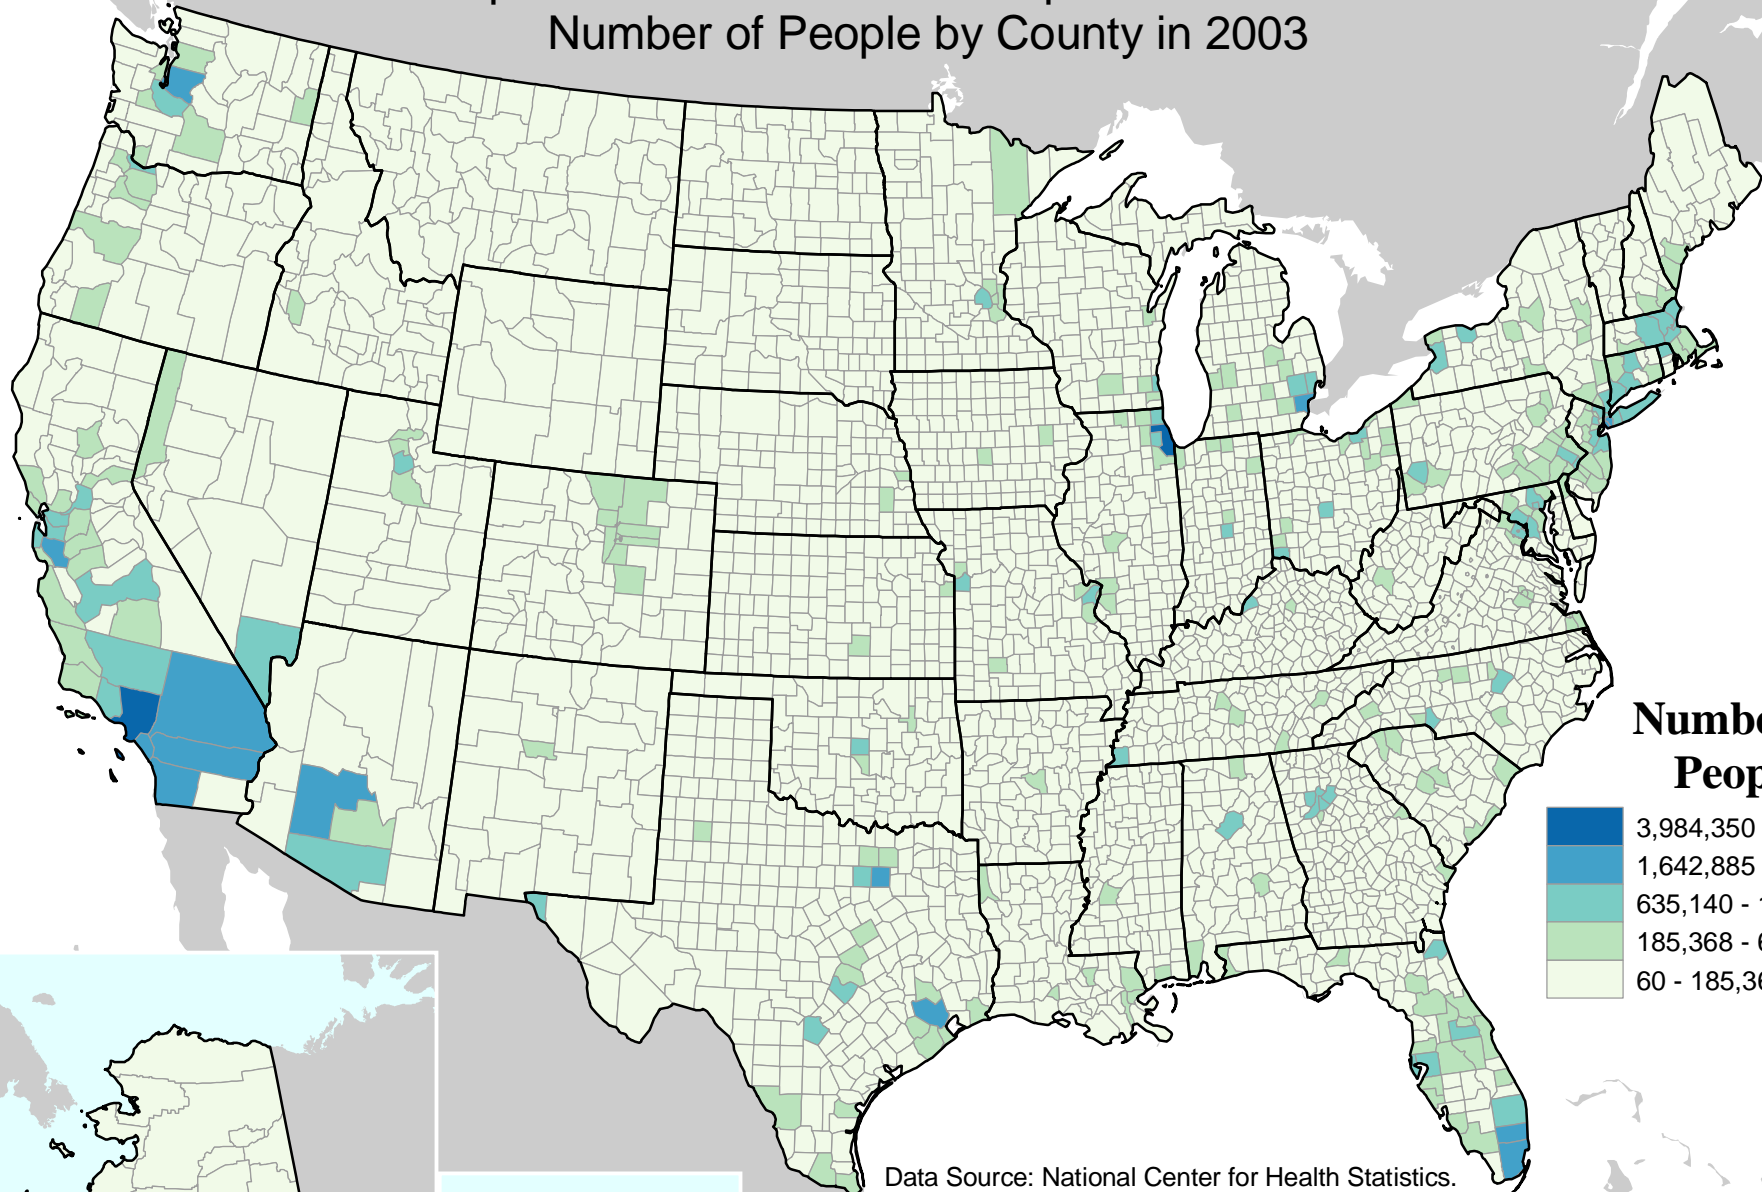 Number of People by County in 2003
3,984,350
1,642,885
635,140 -
185,368 -
60 - 185,36
Data Source: National Center for Health Statistics.